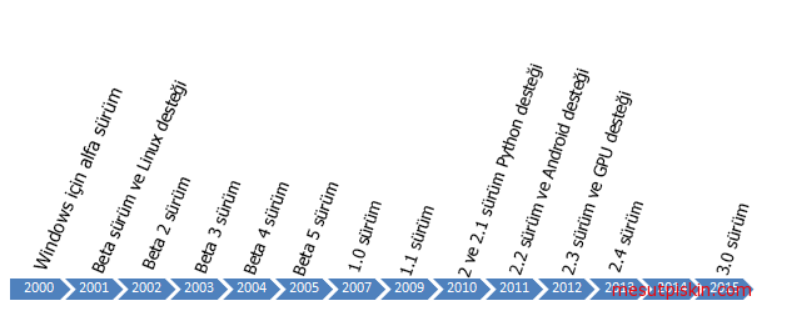 Windows için alfa sürüm
Beta sürüm ve Linux desteği
Beta 2 sürüm
Beta 3 sürüm
Beta 4 sürüm
Beta 5 sürüm
1.0 sürüm
1.1 sürüm
2 ve 2.1 sürüm Python desteği
2.2 sürüm ve Android desteği
2.3 sürüm ve GPU desteği
2.4 sürüm
3.0 sürüm
2000 2001 2002 2003 2004 2005 2007 2009 2010 2011 2012 2013 2014 2015
mesutpiskin.com